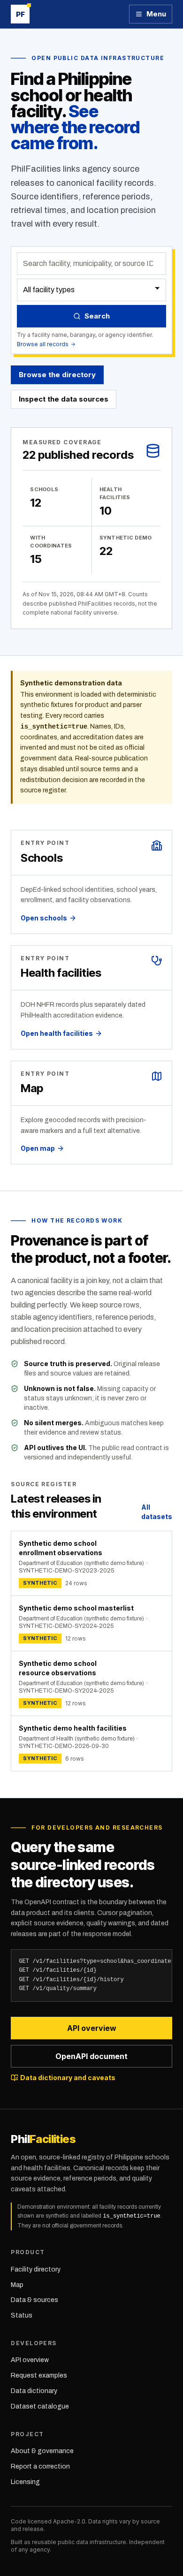 PF
Menu
OPEN PUBLIC DATA INFRASTRUCTURE
Find a Philippine
school or health
facility. See
where the record
came from.
PhilFacilities turns source-specific
releases into canonical facility records.
Source identifiers, reference periods,
retrieval times, and location precision
travel with every result.
Search facility, municipality, or source ID
All facility types
Search
Try a facility name, barangay, or agency identifier.
Browse all records →
Browse the directory
Inspect the data sources
MEASURED COVERAGE
22 published records
SCHOOLS
12
HEALTH
FACILITIES
10
WITH
COORDINATES
15
SYNTHETIC DEMO
22
As of Nov 15, 2026, 08:44 AM GMT+8. Counts
describe published PhilFacilities records, not the
complete national facility universe.
Synthetic demonstration data
This environment is loaded with deterministic
synthetic fixtures for product and parser
testing. Every record carries
is_synthetic=true. Names, IDs,
coordinates, and accreditation dates are
invented and must not be cited as official
government data. Real-source publication
stays disabled until source terms and a
redistribution decision are recorded in the
source register.
ENTRY POINT
Schools
DepEd-linked school identities, school years,
enrollment, and facility observations.
Open schools →
ENTRY POINT
Health facilities
DOH NHFR records plus separately dated
PhilHealth accreditation evidence.
Open health facilities →
ENTRY POINT
Map
Explore geocoded records with precision-
aware markers and a full text alternative.
Open map →
HOW THE RECORDS WORK
Provenance is part of
the product, not a footer.
A canonical facility is a join key, not a claim that
two agencies describe the same real-world
building perfectly. We keep source rows,
stable agency identifiers, reference periods,
and location precision attached to every
published record.
Source truth is preserved. Original release
files and source values are retained.
Unknown is not false. Missing capacity or
status stays unknown; it is never zero or
inactive.
No silent merges. Ambiguous matches keep
their evidence and review status.
API outlives the UI. The public read contract is
versioned and independently useful.
SOURCE REGISTER
Latest releases in
this environment
All
datasets
Synthetic demo school
enrollment observations
Department of Education (synthetic demo fixture) ·
SYNTHETIC-DEMO-SY2023-2025
SYNTHETIC 24 rows
Synthetic demo school masterlist
Department of Education (synthetic demo fixture) ·
SYNTHETIC-DEMO-SY2024-2025
SYNTHETIC 12 rows
Synthetic demo school
resource observations
Department of Education (synthetic demo fixture) ·
SYNTHETIC-DEMO-SY2024-2025
SYNTHETIC 12 rows
Synthetic demo health facilities
Department of Health (synthetic demo fixture) ·
SYNTHETIC-DEMO-2026-09-30
SYNTHETIC 6 rows
FOR DEVELOPERS AND RESEARCHERS
Query the same
source-linked records
the directory uses.
The OpenAPI contract is the boundary between the
data product and its clients. Cursor pagination,
explicit source evidence, quality warnings, and dated
releases are part of the response model.
GET /v1/facilities?type=school&has_coordinate
GET /v1/facilities/{id}
GET /v1/facilities/{id}/history
GET /v1/quality/summary
API overview
OpenAPI document
Data dictionary and caveats
PhilFacilities
An open, source-linked registry of Philippine schools
and health facilities. Canonical records keep their
source evidence, reference periods, and quality
caveats attached.
Demonstration environment: all facility records currently
shown are synthetic and labelled is_synthetic=true.
They are not official government records.
PRODUCT
Facility directory
Map
Data & sources
Status
DEVELOPERS
API overview
Request examples
Data dictionary
Dataset catalogue
PROJECT
About & governance
Report a correction
Licensing
Code licensed Apache-2.0. Data rights vary by source
and release.
Built as reusable public data infrastructure. Independent
of any agency.